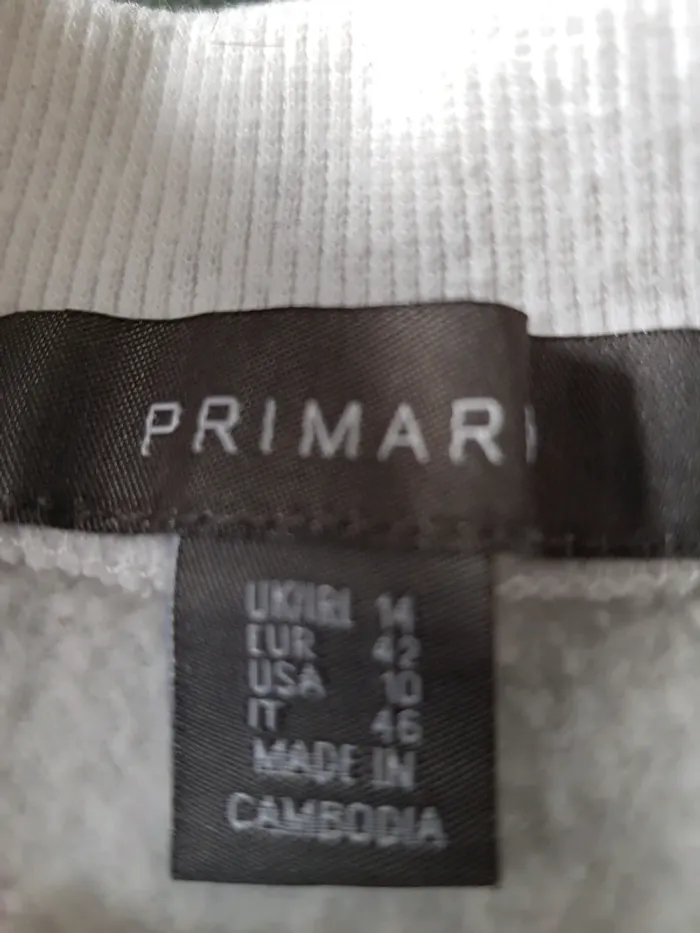 PRIMAR
UK/IRL 14
EUR 42
USA 10
IT 46
MADE IN
CAMBODIA